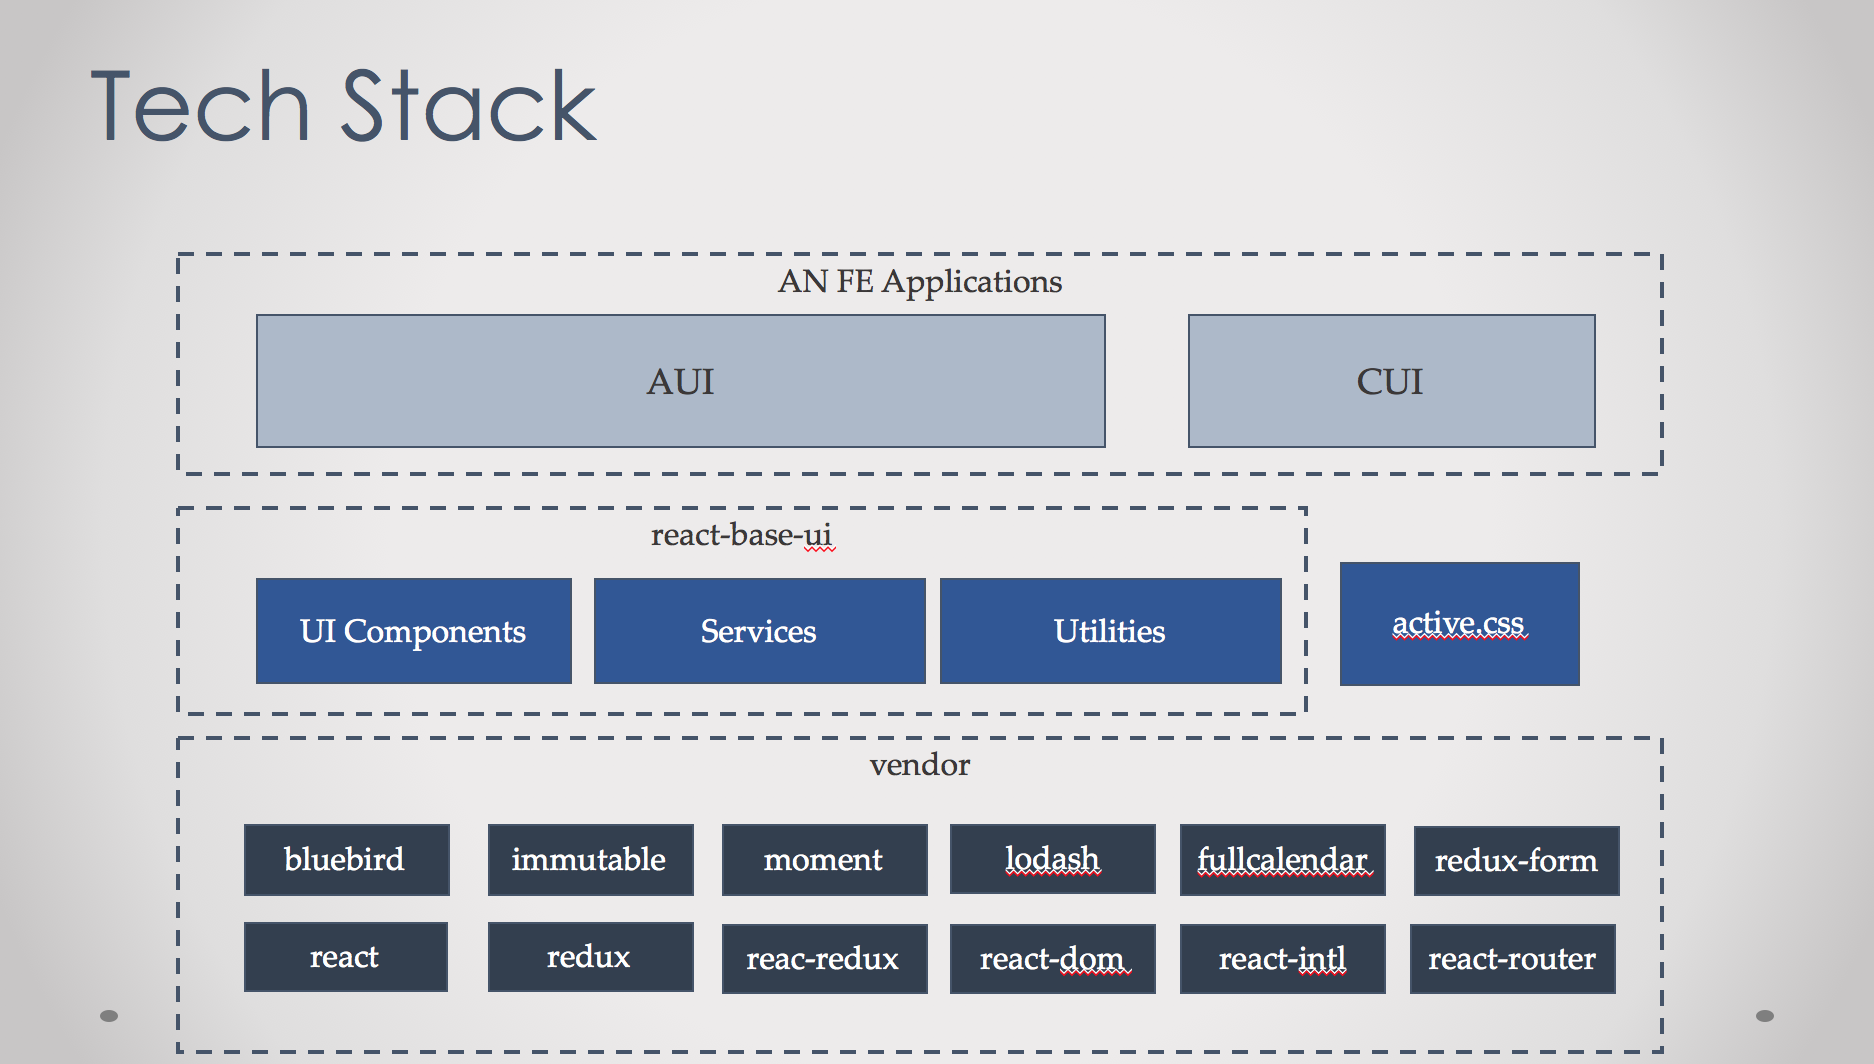 Tech Stack
AN FE Applications
AUI
CUI
react-base-ui
UI Components
Services
Utilities
active.css
vendor
bluebird
immutable
moment
lodash
fullcalendar
redux-form
react
redux
reac-redux
react-dom
react-intl
react-router